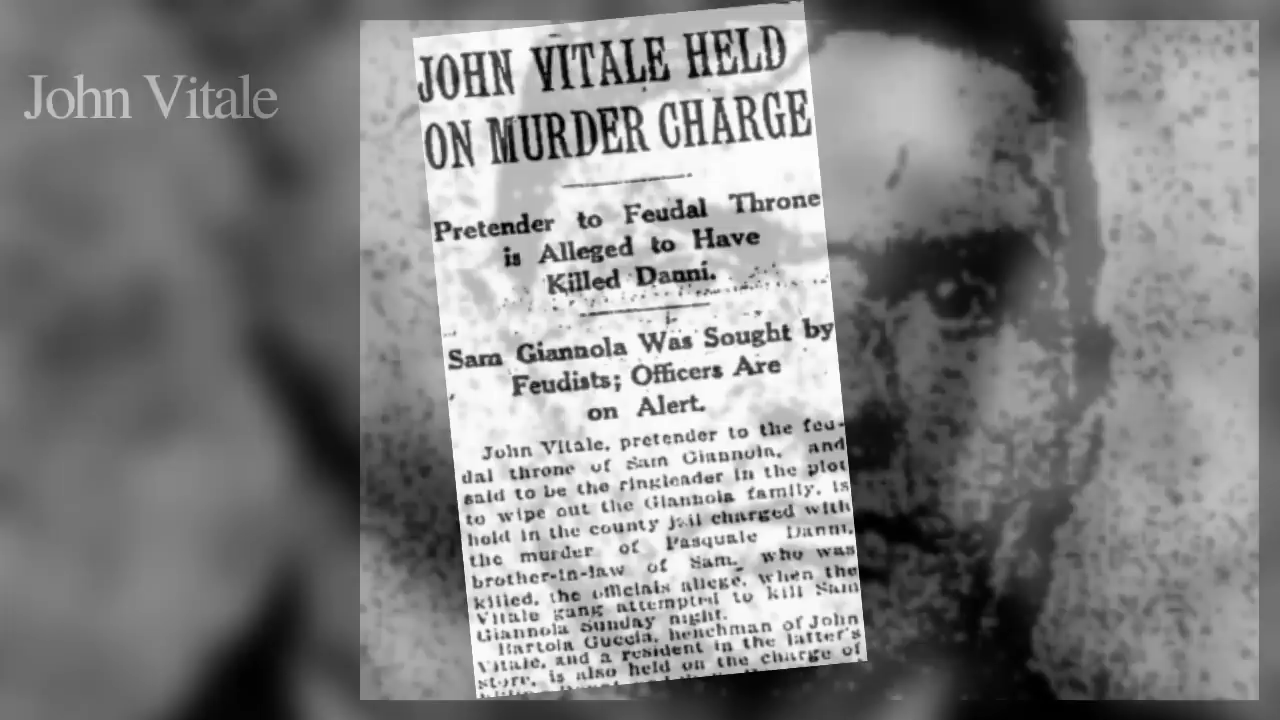 John Vitale
JOHN VITALE HELD
ON MURDER CHARGE
Pretender to Feudal Throne
is Alleged to Have
Killed Danni.
Sam Giannola Was Sought by
Feudists; Officers Are
on Alert.
John Vitale, pretender to the feu-
dal throne of Sam Giannola, and
said to be the ringleader in the plot
to wipe out the Giannola family, is
held in the county jail charged with
the murder of Pasquale Danni,
brother-in-law of Sam, who was
killed, the officials allege, when the
Vitale gang attempted to kill Sam
Giannola Sunday night.
Bartola Guccia, henchman of John
Vitale, and a resident in the latter's
store, is also held on the charge of